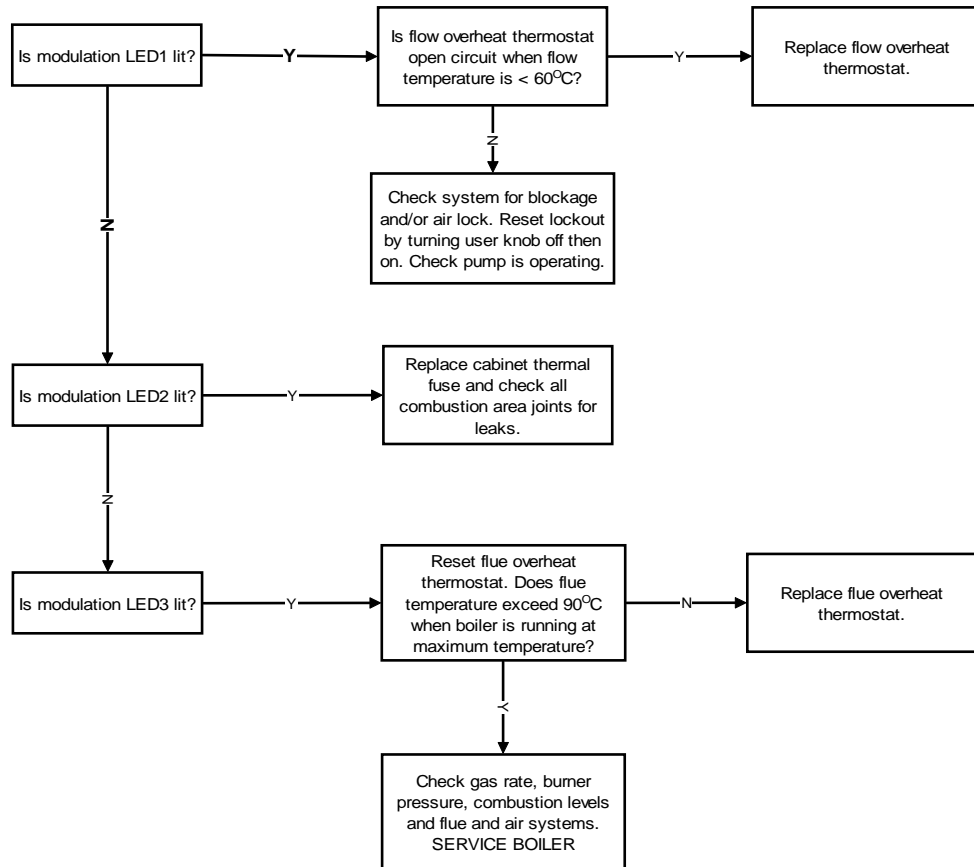 Is modulation LED1 lit?
Y
Is flow overheat thermostat
open circuit when flow
temperature is < 60OC?
Y
Replace flow overheat
thermostat.
N
N
Check system for blockage
and/or air lock. Reset lockout
by turning user knob off then
on. Check pump is operating.
Is modulation LED2 lit?
Y
Replace cabinet thermal
fuse and check all
combustion area joints for
leaks.
N
Is modulation LED3 lit?
Y
Reset flue overheat
thermostat. Does flue
temperature exceed 90OC
when boiler is running at
maximum temperature?
N
Replace flue overheat
thermostat.
Y
Check gas rate, burner
pressure, combustion levels
and flue and air systems.
SERVICE BOILER